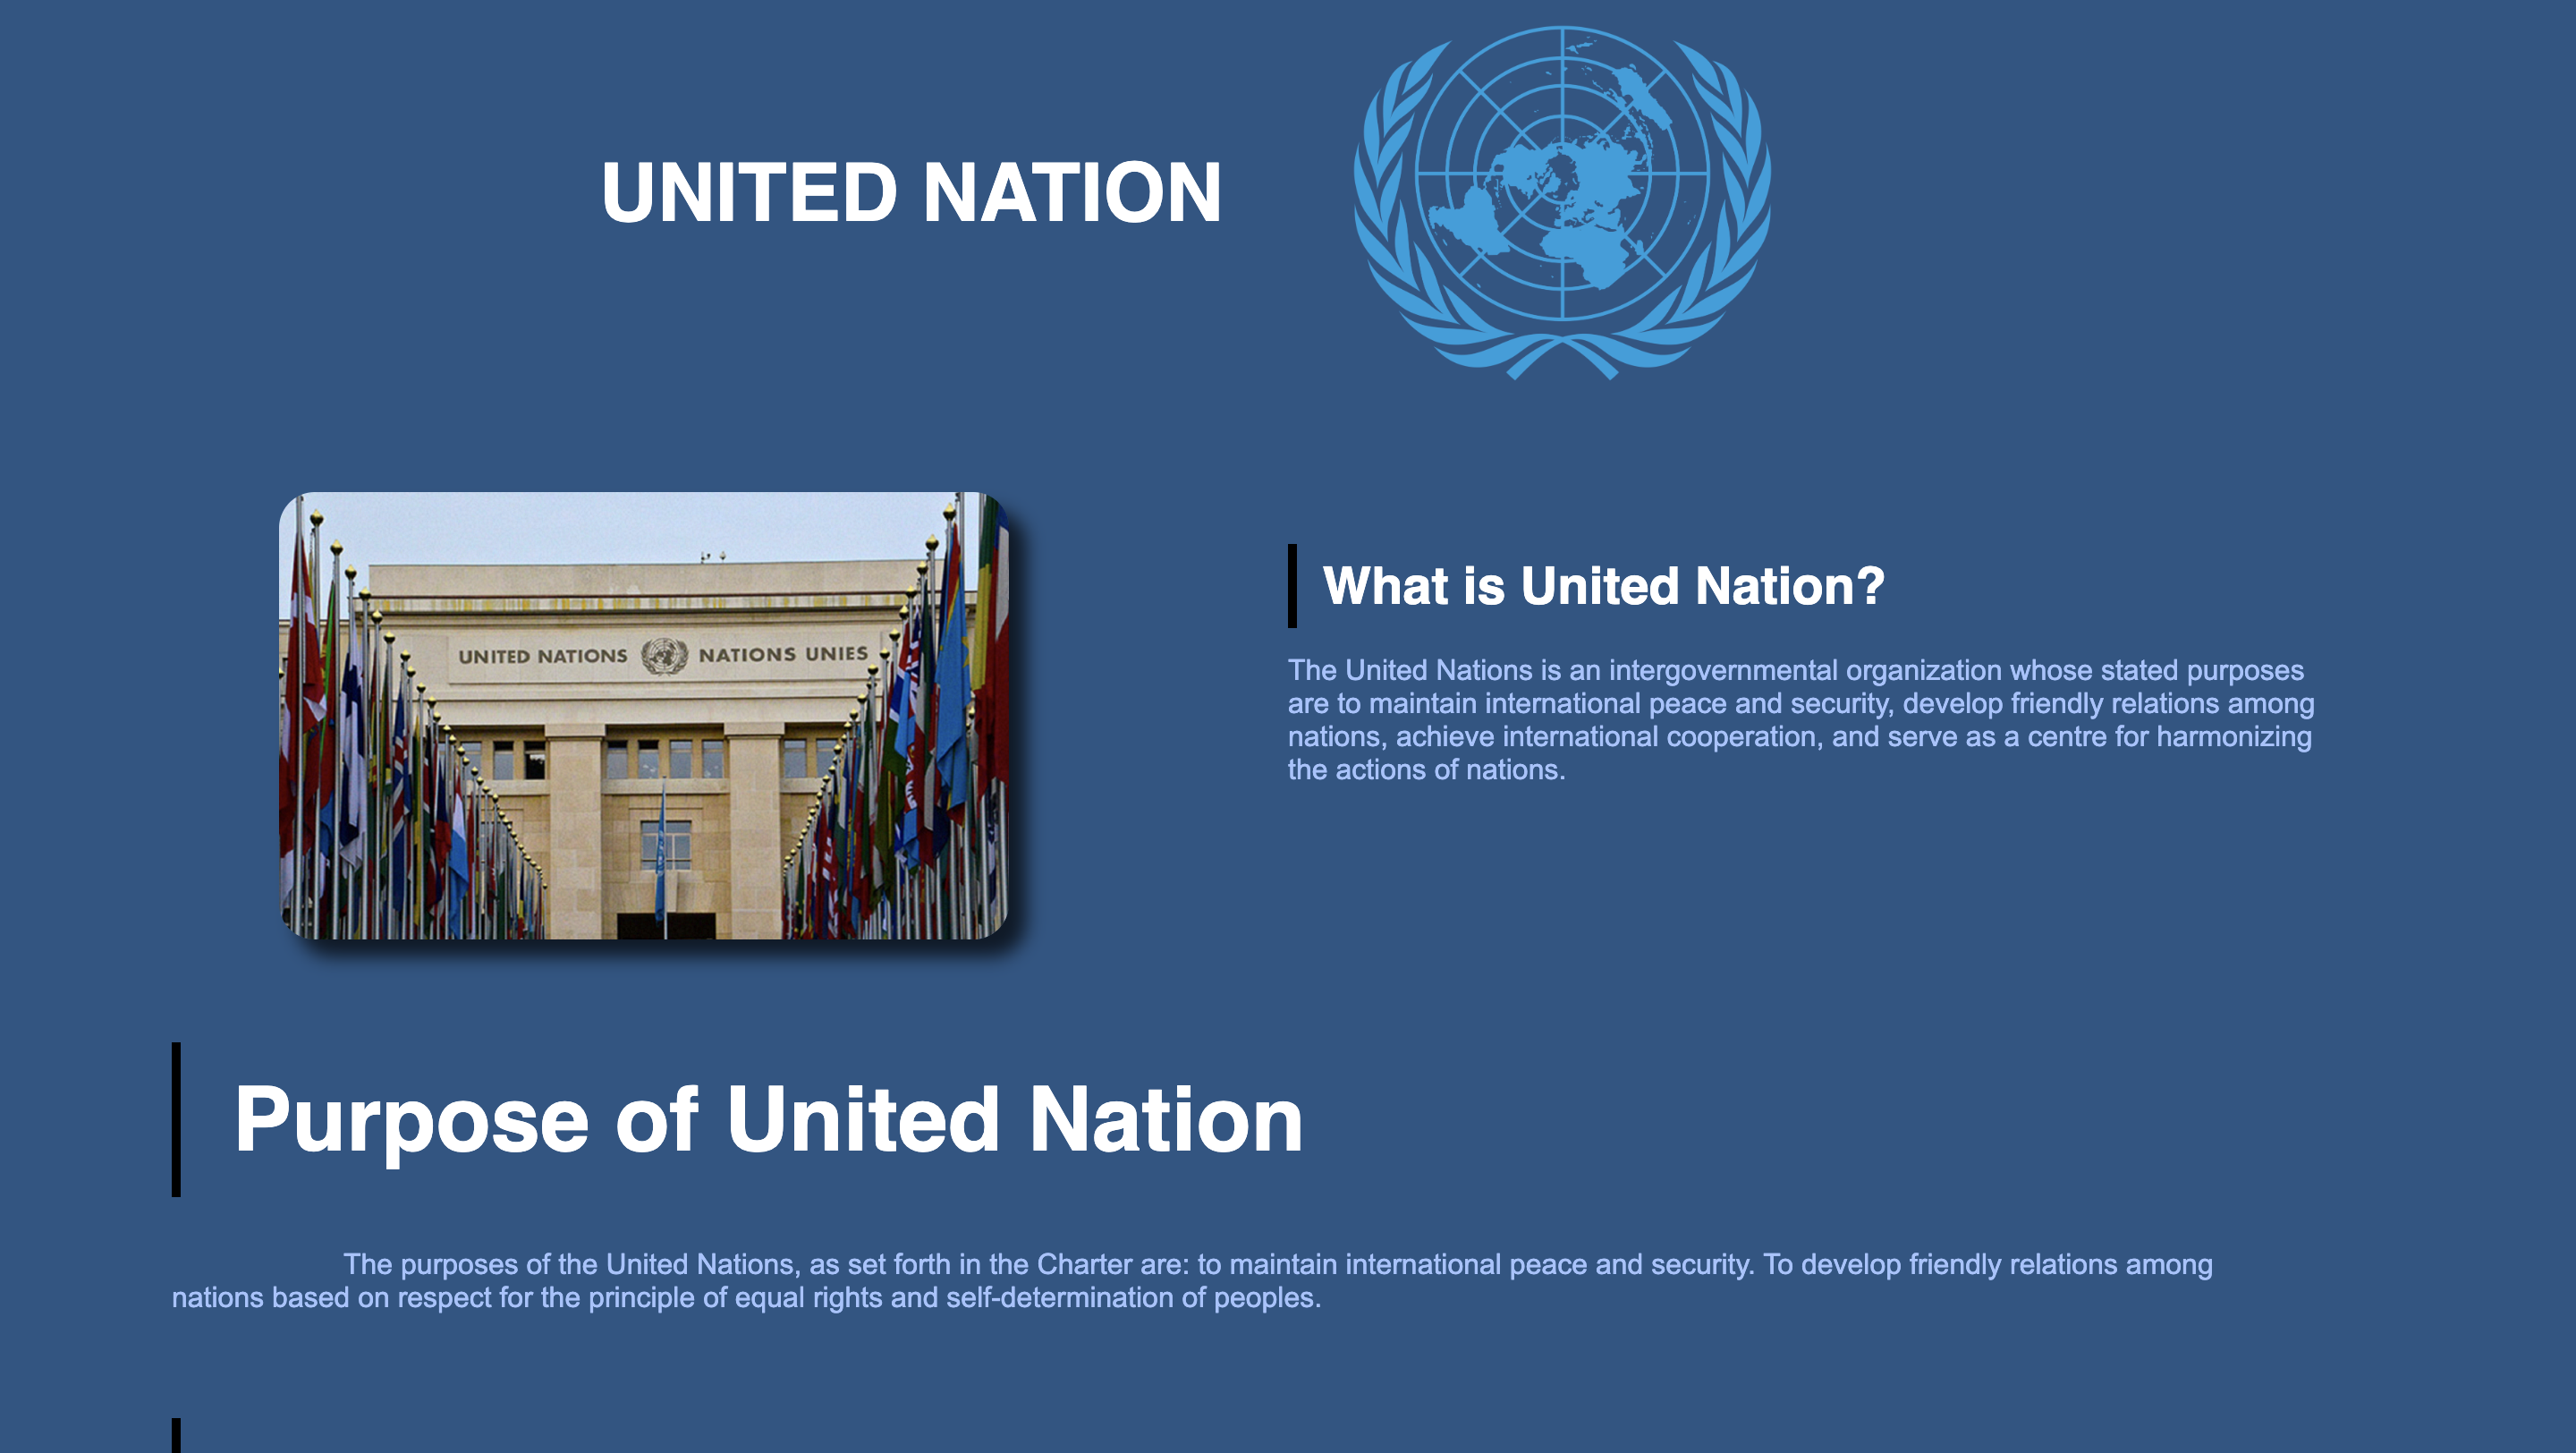 UNITED NATION
UNITED NATIONS NATIONS UNIES
What is United Nation?
The United Nations is an intergovernmental organization whose stated purposes
are to maintain international peace and security, develop friendly relations among
nations, achieve international cooperation, and serve as a centre for harmonizing
the actions of nations.
Purpose of United Nation
The purposes of the United Nations, as set forth in the Charter are: to maintain international peace and security. To develop friendly relations among
nations based on respect for the principle of equal rights and self-determination of peoples.